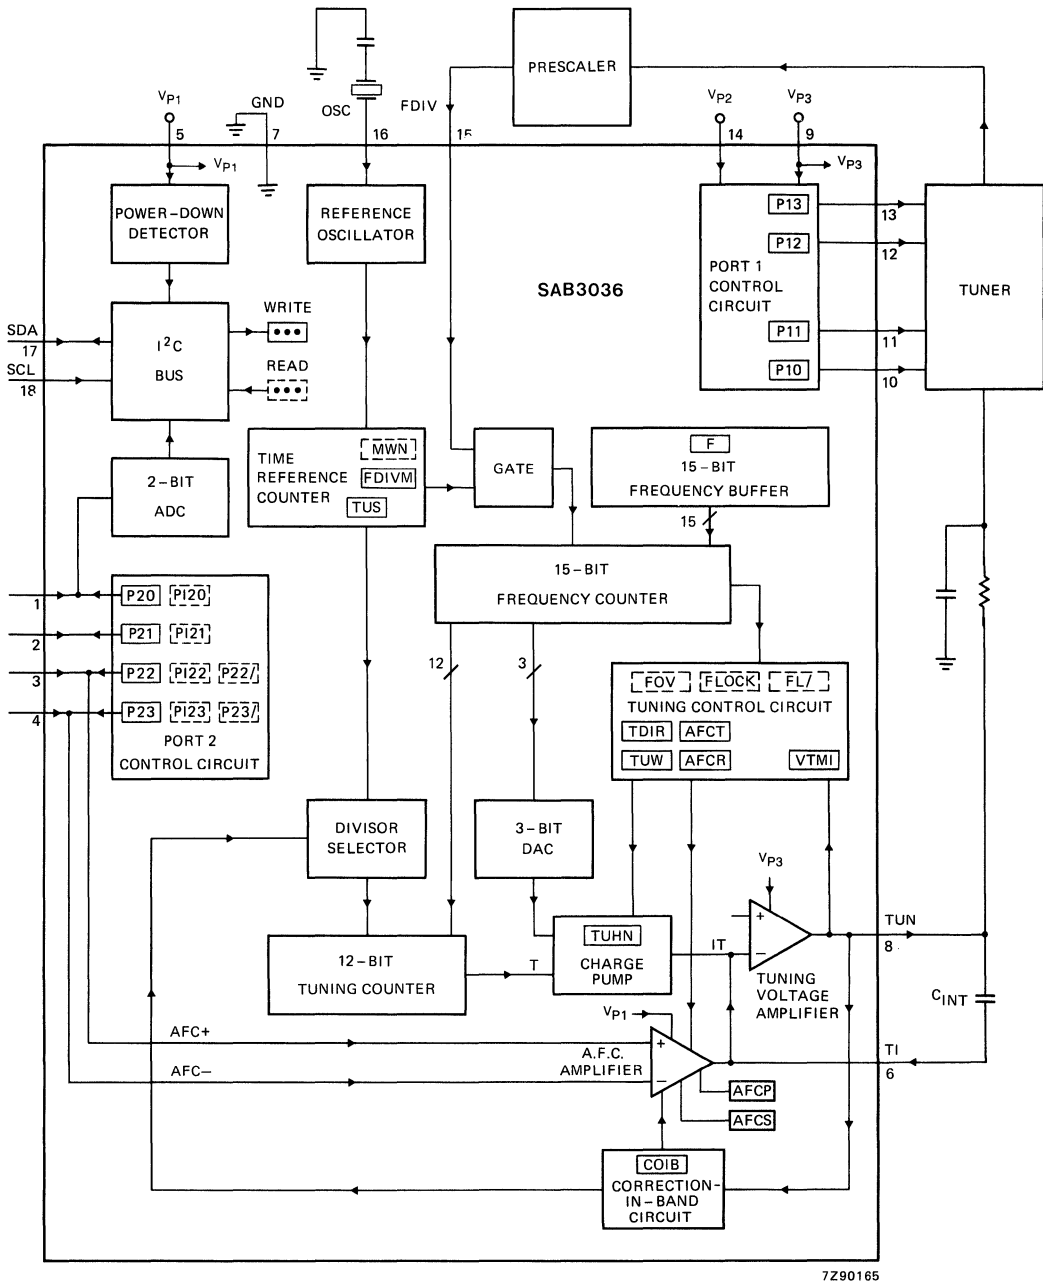 PRESCALER
VP1
GND
OSC
FDIV
VP2
VP3
5
7
16
15
14
9
VP1
VP3
POWER-DOWN
DETECTOR
REFERENCE
OSCILLATOR
SAB3036
P13
P12
PORT 1
CONTROL
CIRCUIT
P11
P10
13
12
11
10
TUNER
SDA
17
SCL
18
I2C
BUS
WRITE
READ
2-BIT
ADC
TIME
REFERENCE
COUNTER
MWN
FDIVM
TUS
GATE
F
15-BIT
FREQUENCY BUFFER
15
15-BIT
FREQUENCY COUNTER
1
2
3
4
P20 PI20
P21 PI21
P22 PI22 P22/
P23 PI23 P23/
PORT 2
CONTROL CIRCUIT
12
3
FOV FLOCK FL/
TUNING CONTROL CIRCUIT
TDIR AFCT
TUW AFCR VTMI
DIVISOR
SELECTOR
3-BIT
DAC
VP3
+
−
TUN
8
12-BIT
TUNING COUNTER
T
TUHN
CHARGE
PUMP
IT
TUNING
VOLTAGE
AMPLIFIER
CINT
VP1
AFC+
AFC−
+
−
A.F.C.
AMPLIFIER
TI
6
AFCP
AFCS
COIB
CORRECTION-
IN-BAND
CIRCUIT
7Z90165